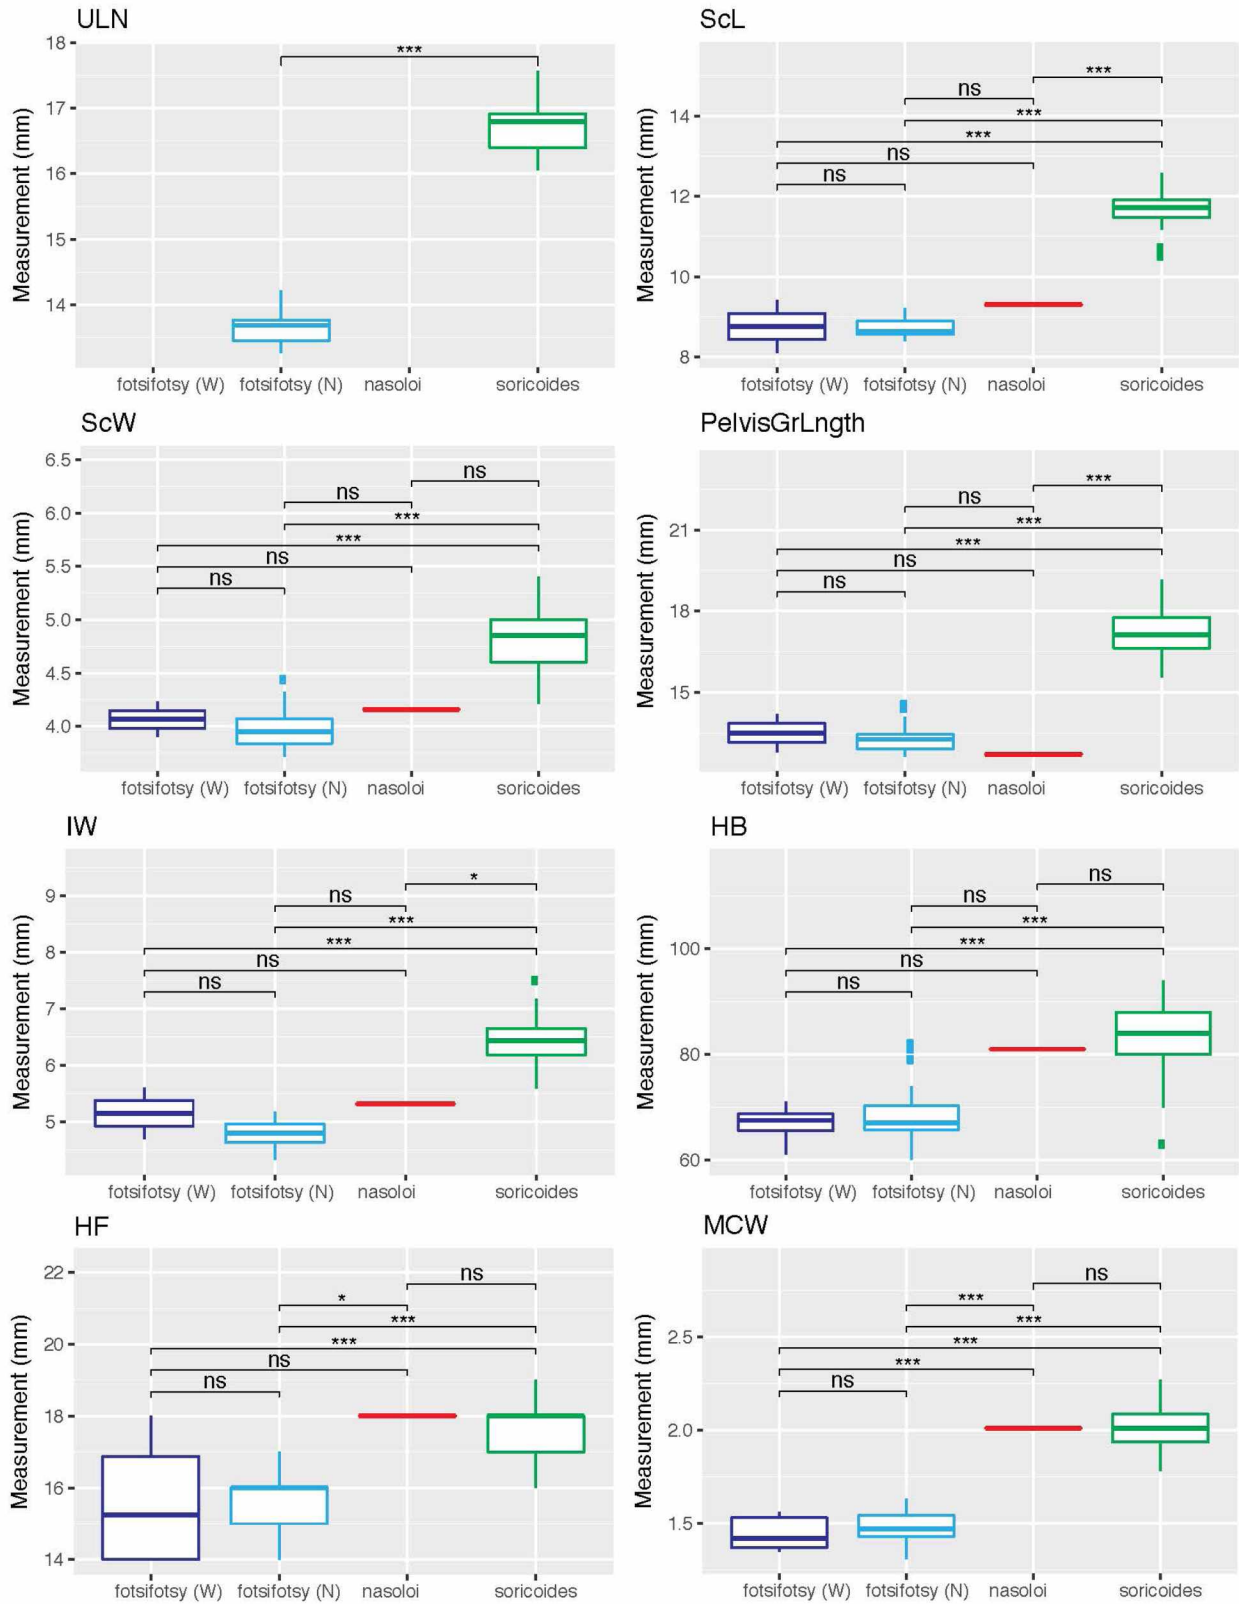 ULN
Measurement (mm)
18
17
16
15
14
***
fotsifotsy (W) fotsifotsy (N) nasoloi soricoides
ScL
Measurement (mm)
14
12
10
8
***
ns
***
***
ns
ns
fotsifotsy (W) fotsifotsy (N) nasoloi soricoides
ScW
Measurement (mm)
6.5
6.0
5.5
5.0
4.5
4.0
ns
ns
***
***
ns
ns
fotsifotsy (W) fotsifotsy (N) nasoloi soricoides
PelvisGrLngth
Measurement (mm)
21
18
15
***
ns
***
***
ns
ns
fotsifotsy (W) fotsifotsy (N) nasoloi soricoides
IW
Measurement (mm)
9
8
7
6
5
*
ns
***
***
ns
ns
fotsifotsy (W) fotsifotsy (N) nasoloi soricoides
HB
Measurement (mm)
100
80
60
ns
ns
***
***
ns
ns
fotsifotsy (W) fotsifotsy (N) nasoloi soricoides
HF
Measurement (mm)
22
20
18
16
14
ns
*
***
***
ns
ns
fotsifotsy (W) fotsifotsy (N) nasoloi soricoides
MCW
Measurement (mm)
2.5
2.0
1.5
ns
***
***
***
***
ns
fotsifotsy (W) fotsifotsy (N) nasoloi soricoides